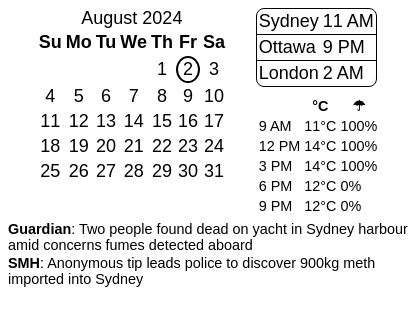 August 2024
Su Mo Tu We Th Fr Sa
1 2 3
4 5 6 7 8 9 10
11 12 13 14 15 16 17
18 19 20 21 22 23 24
25 26 27 28 29 30 31
Sydney 11 AM
Ottawa 9 PM
London 2 AM
°C ☂
9 AM 11°C 100%
12 PM 14°C 100%
3 PM 14°C 100%
6 PM 12°C 0%
9 PM 12°C 0%
Guardian: Two people found dead on yacht in Sydney harbour
amid concerns fumes detected aboard
SMH: Anonymous tip leads police to discover 900kg meth
imported into Sydney